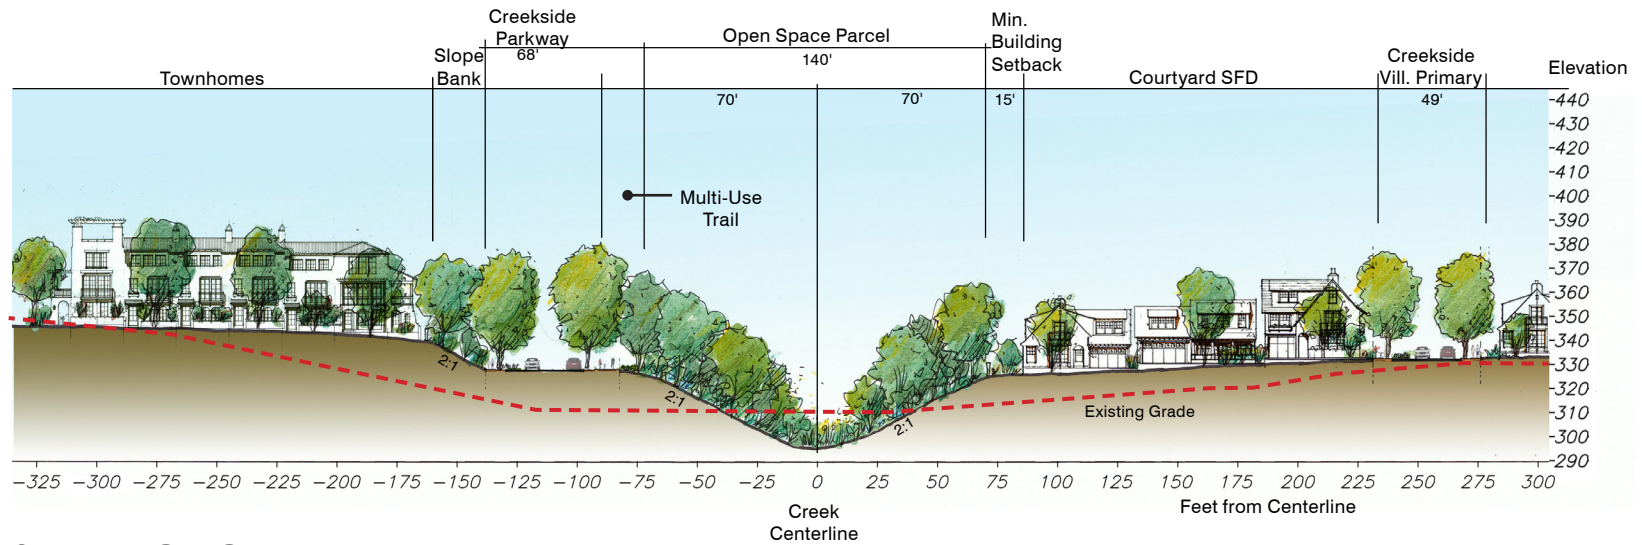 Creekside
Parkway
68'
Open Space Parcel
140'
Min.
Building
Setback
Slope
Bank
Townhomes
Courtyard SFD
Creekside
Vill. Primary
Elevation
70'
70'
15'
49'
440
430
420
410
400
390
380
370
360
350
340
330
320
310
300
290
Multi-Use
Trail
2:1
2:1
2:1
Existing Grade
-325 -300 -275 -250 -225 -200 -175 -150 -125 -100 -75 -50 -25 0 25 50 75 100 125 150 175 200 225 250 275 300
Feet from Centerline
Creek
Centerline